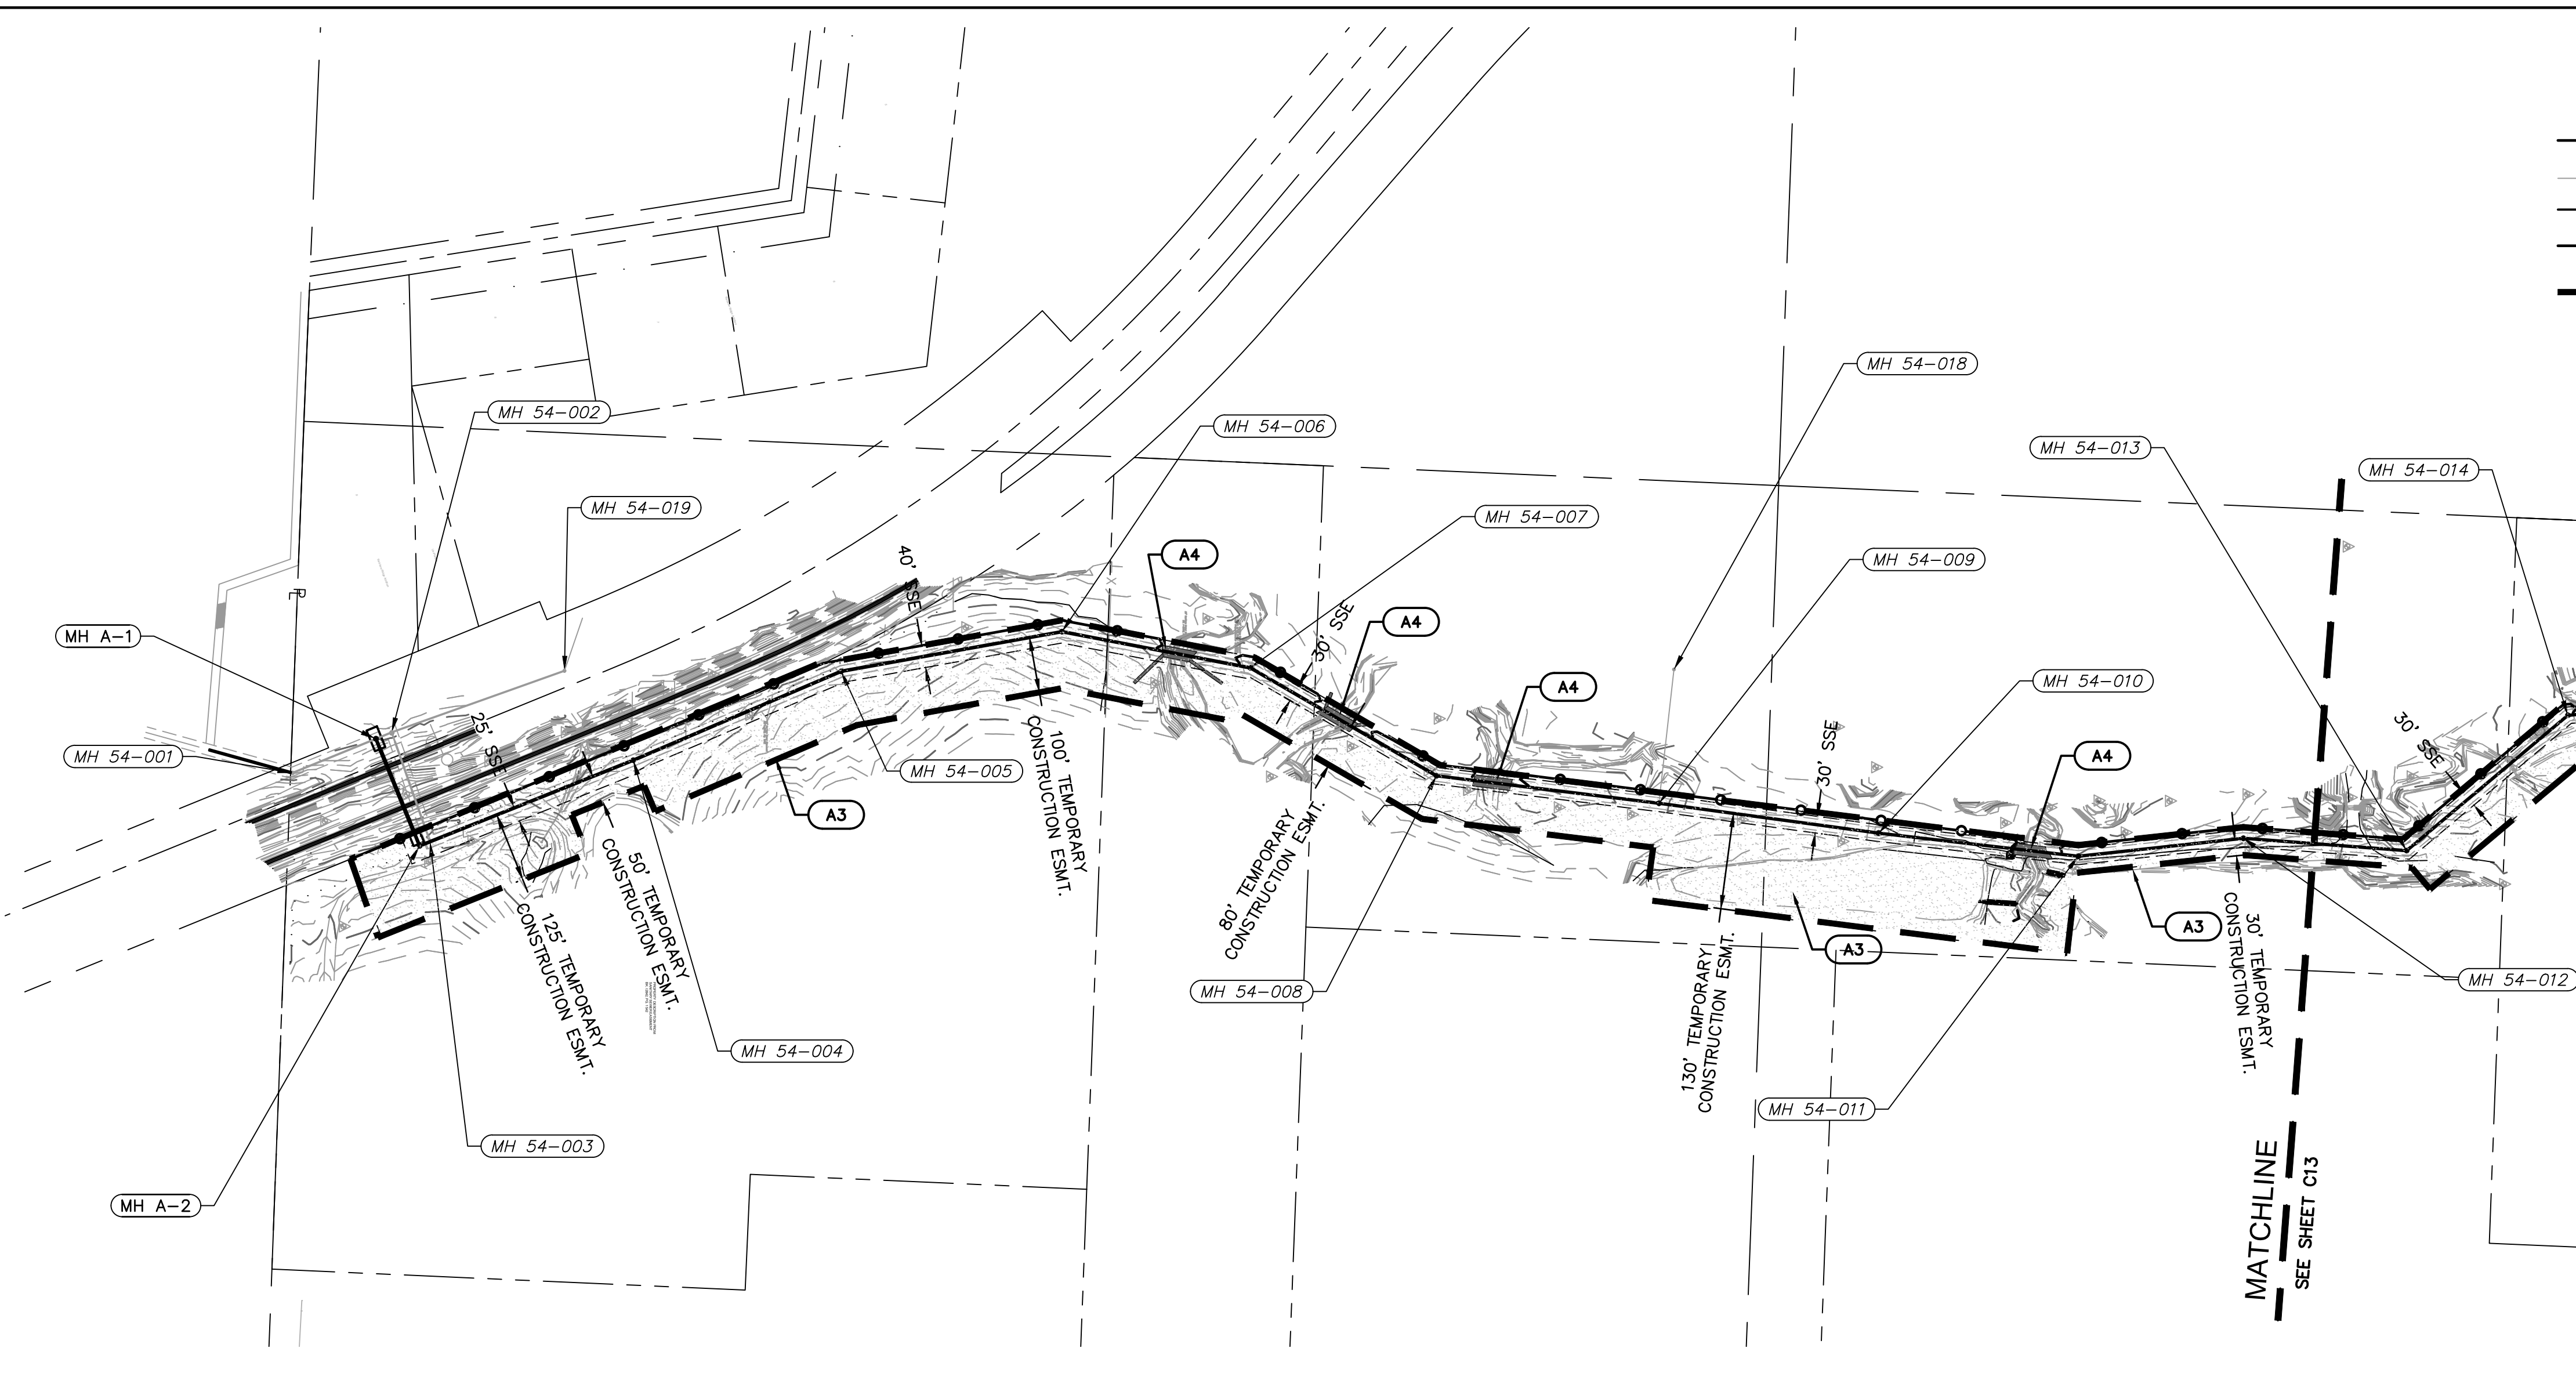 MH 54-018
MH 54-002
MH 54-006
MH 54-013
MH 54-014
MH 54-019
MH 54-007
A4
40' SSE
MH 54-009
PL
30' SSE
A4
MH A-1
MH 54-010
A4
25' SSE
30' SSE
30' SSE
MH 54-001
MH 54-005
A4
100' TEMPORARY
CONSTRUCTION ESMT.
A3
80' TEMPORARY
CONSTRUCTION ESMT.
50' TEMPORARY
CONSTRUCTION ESMT.
125' TEMPORARY
CONSTRUCTION ESMT.
A3
A3
30' TEMPORARY
CONSTRUCTION ESMT.
MH 54-012
MH 54-008
130' TEMPORARY
CONSTRUCTION ESMT.
MH 54-004
MH 54-011
MH 54-003
MH A-2
MATCHLINE
SEE SHEET C13